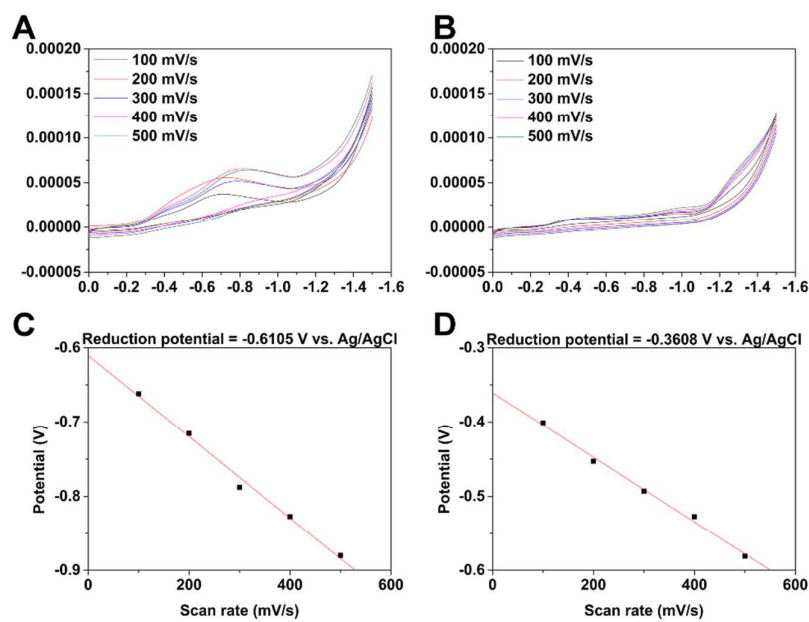 A
0.00020
0.00015
0.00010
0.00005
0.00000
-0.00005
100 mV/s
200 mV/s
300 mV/s
400 mV/s
500 mV/s
0.0 -0.2 -0.4 -0.6 -0.8 -1.0 -1.2 -1.4 -1.6
B
0.00020
0.00015
0.00010
0.00005
0.00000
-0.00005
100 mV/s
200 mV/s
300 mV/s
400 mV/s
500 mV/s
0.0 -0.2 -0.4 -0.6 -0.8 -1.0 -1.2 -1.4 -1.6
C
Reduction potential = -0.6105 V vs. Ag/AgCl
-0.6
-0.7
-0.8
-0.9
Potential (V)
0 200 400 600
Scan rate (mV/s)
D
Reduction potential = -0.3608 V vs. Ag/AgCl
-0.3
-0.4
-0.5
-0.6
Potential (V)
0 200 400 600
Scan rate (mV/s)